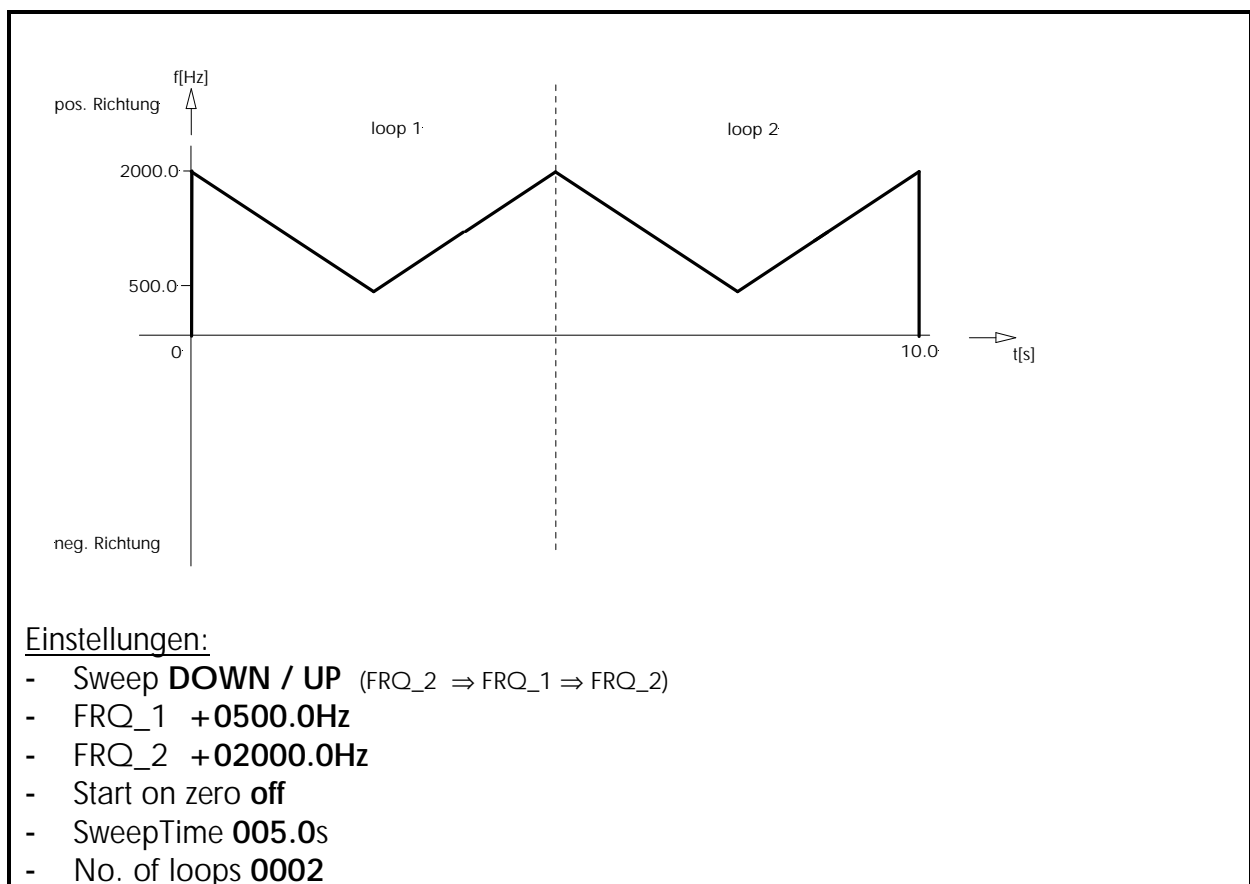 f[Hz]
pos. Richtung
loop 1
loop 2
2000.0
500.0
0
10.0
t[s]
neg. Richtung
Einstellungen:
- Sweep DOWN / UP (FRQ_2 ⇒ FRQ_1 ⇒ FRQ_2)
- FRQ_1 +0500.0Hz
- FRQ_2 +02000.0Hz
- Start on zero off
- SweepTime 005.0s
- No. of loops 0002